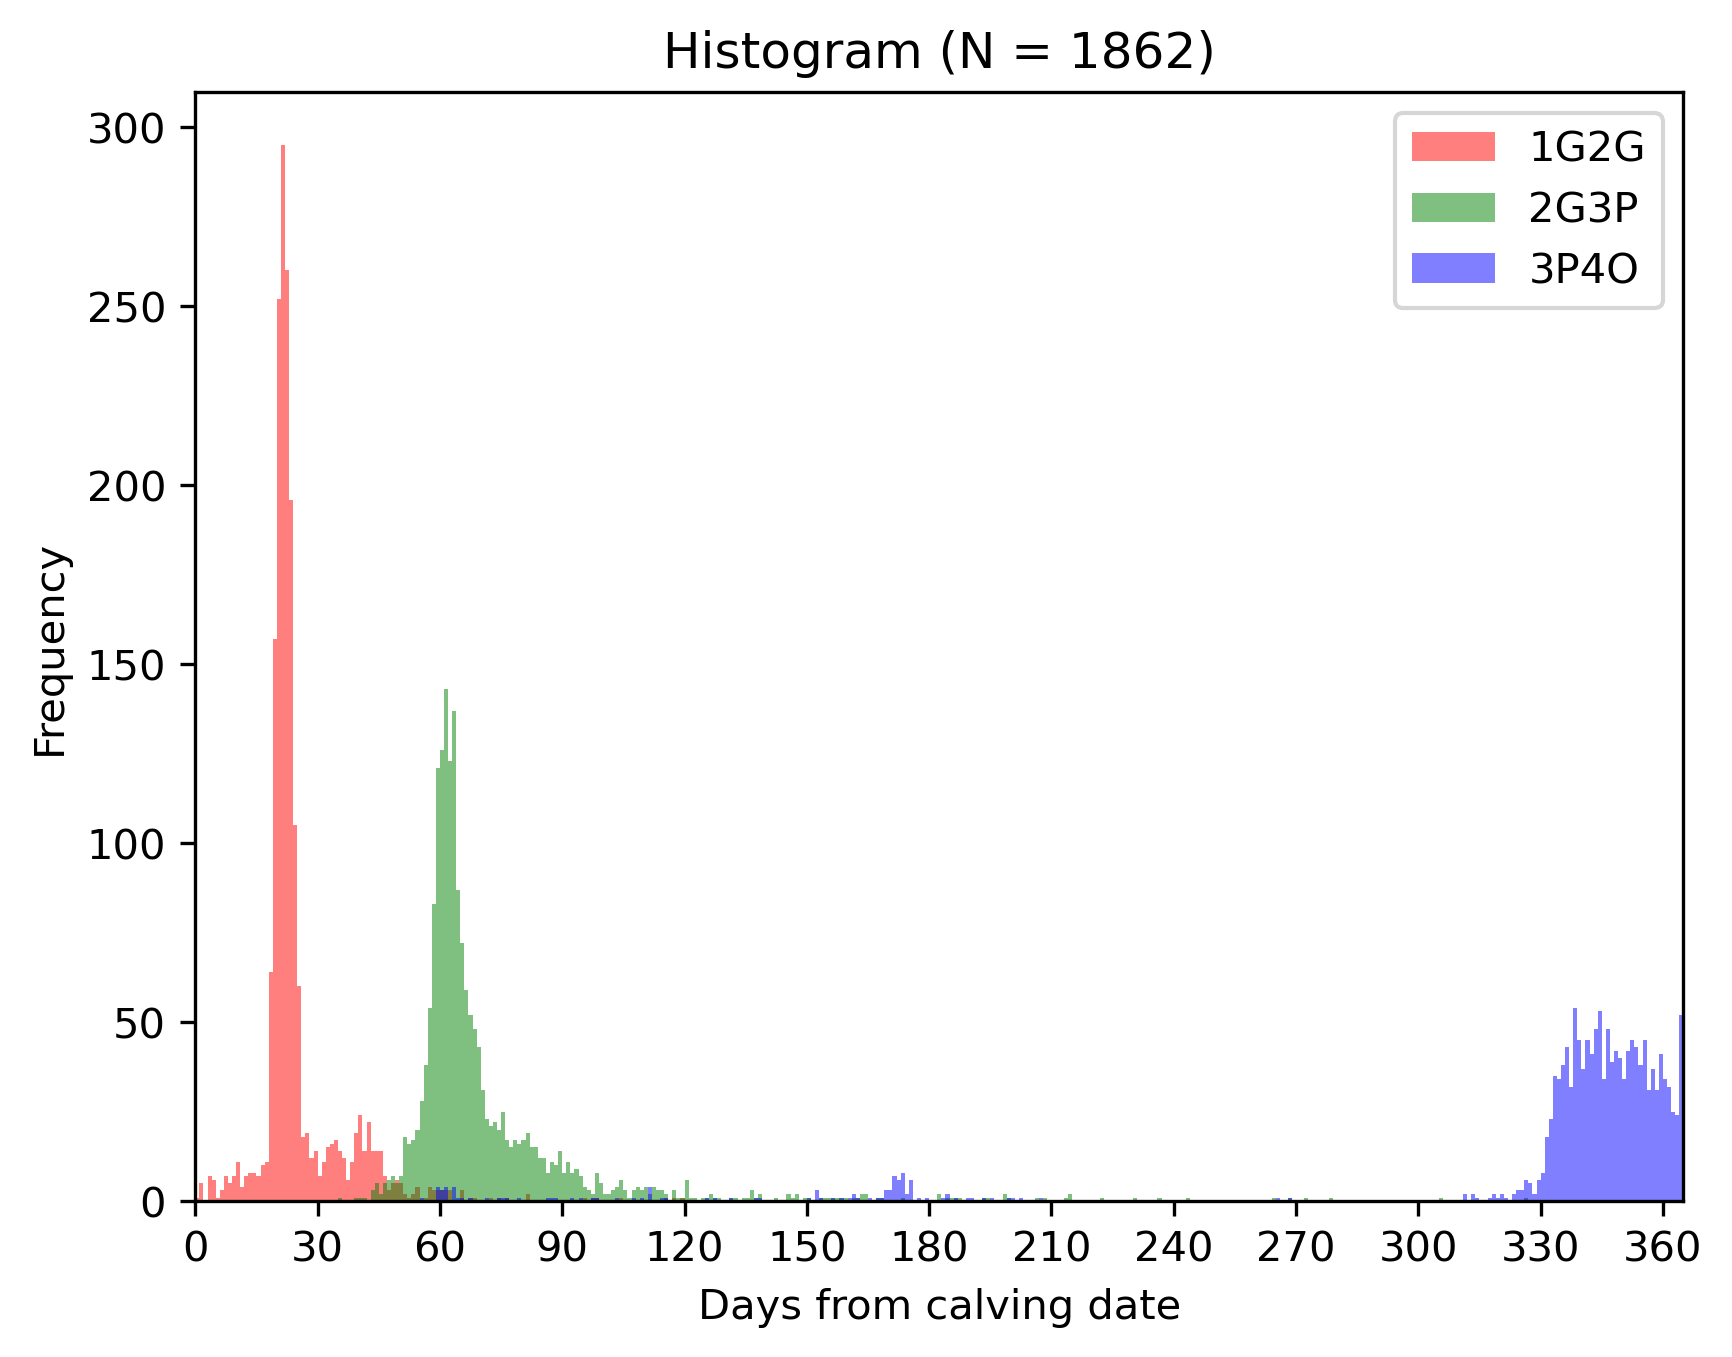 Histogram (N = 1862)
300
250
200
150
100
50
0
Frequency
1G2G
2G3P
3P4O
0 30 60 90 120 150 180 210 240 270 300 330 360
Days from calving date